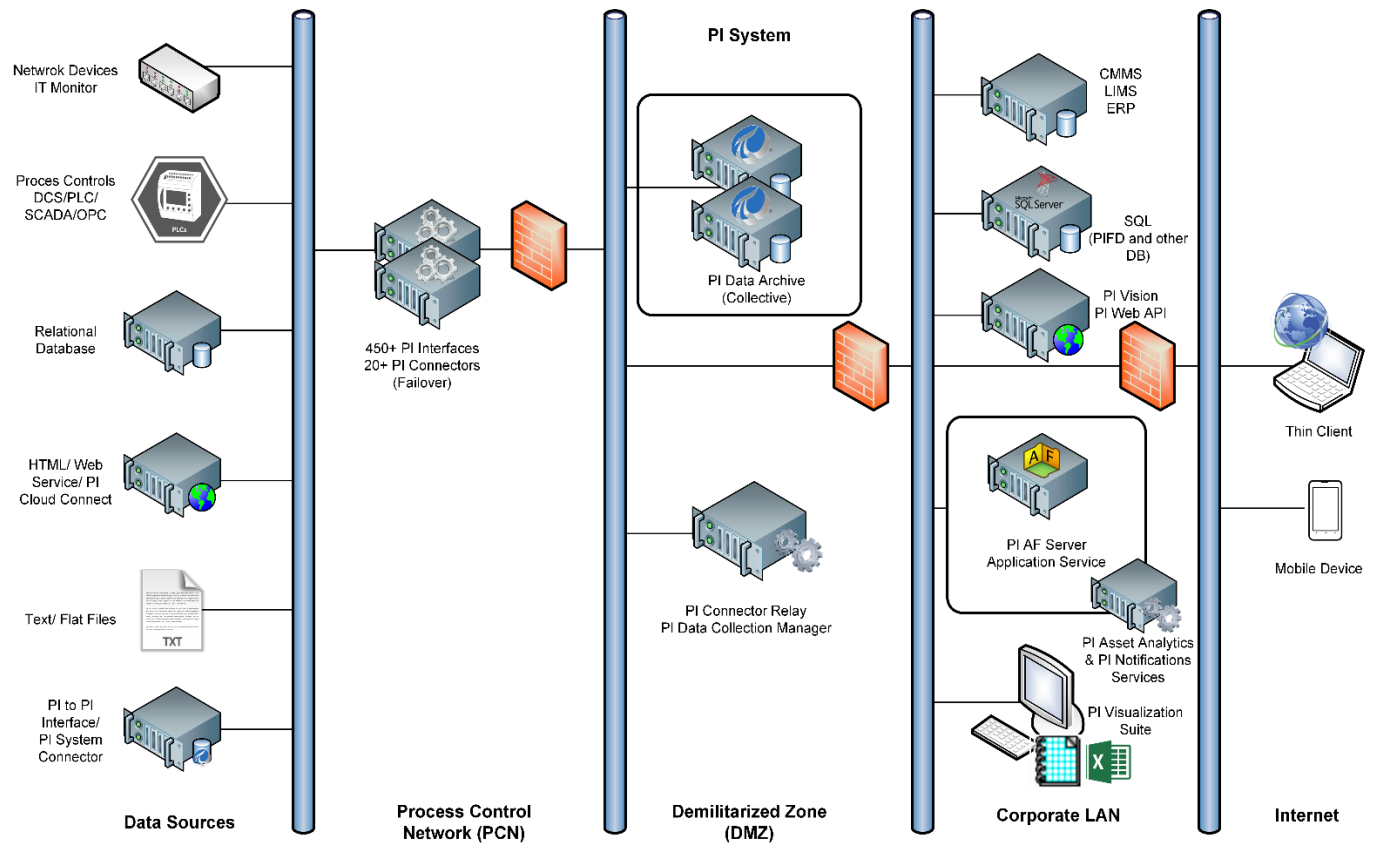 PI System
Netwrok Devices
IT Monitor
Proces Controls
DCS/PLC/
SCADA/OPC
PLCs
Relational
Database
HTML/ Web
Service/ PI
Cloud Connect
Text/ Flat Files
TXT
PI to PI
Interface/
PI System
Connector
Data Sources
450+ PI Interfaces
20+ PI Connectors
(Failover)
Process Control
Network (PCN)
PI Data Archive
(Collective)
PI Connector Relay
PI Data Collection Manager
Demilitarized Zone
(DMZ)
CMMS
LIMS
ERP
Microsoft
SQL Server
SQL
(PIFD and other
DB)
PI Vision
PI Web API
A F
PI AF Server
Application Service
PI Asset Analytics
& PI Notifications
Services
PI Visualization
Suite
X
Corporate LAN
Thin Client
Mobile Device
Internet